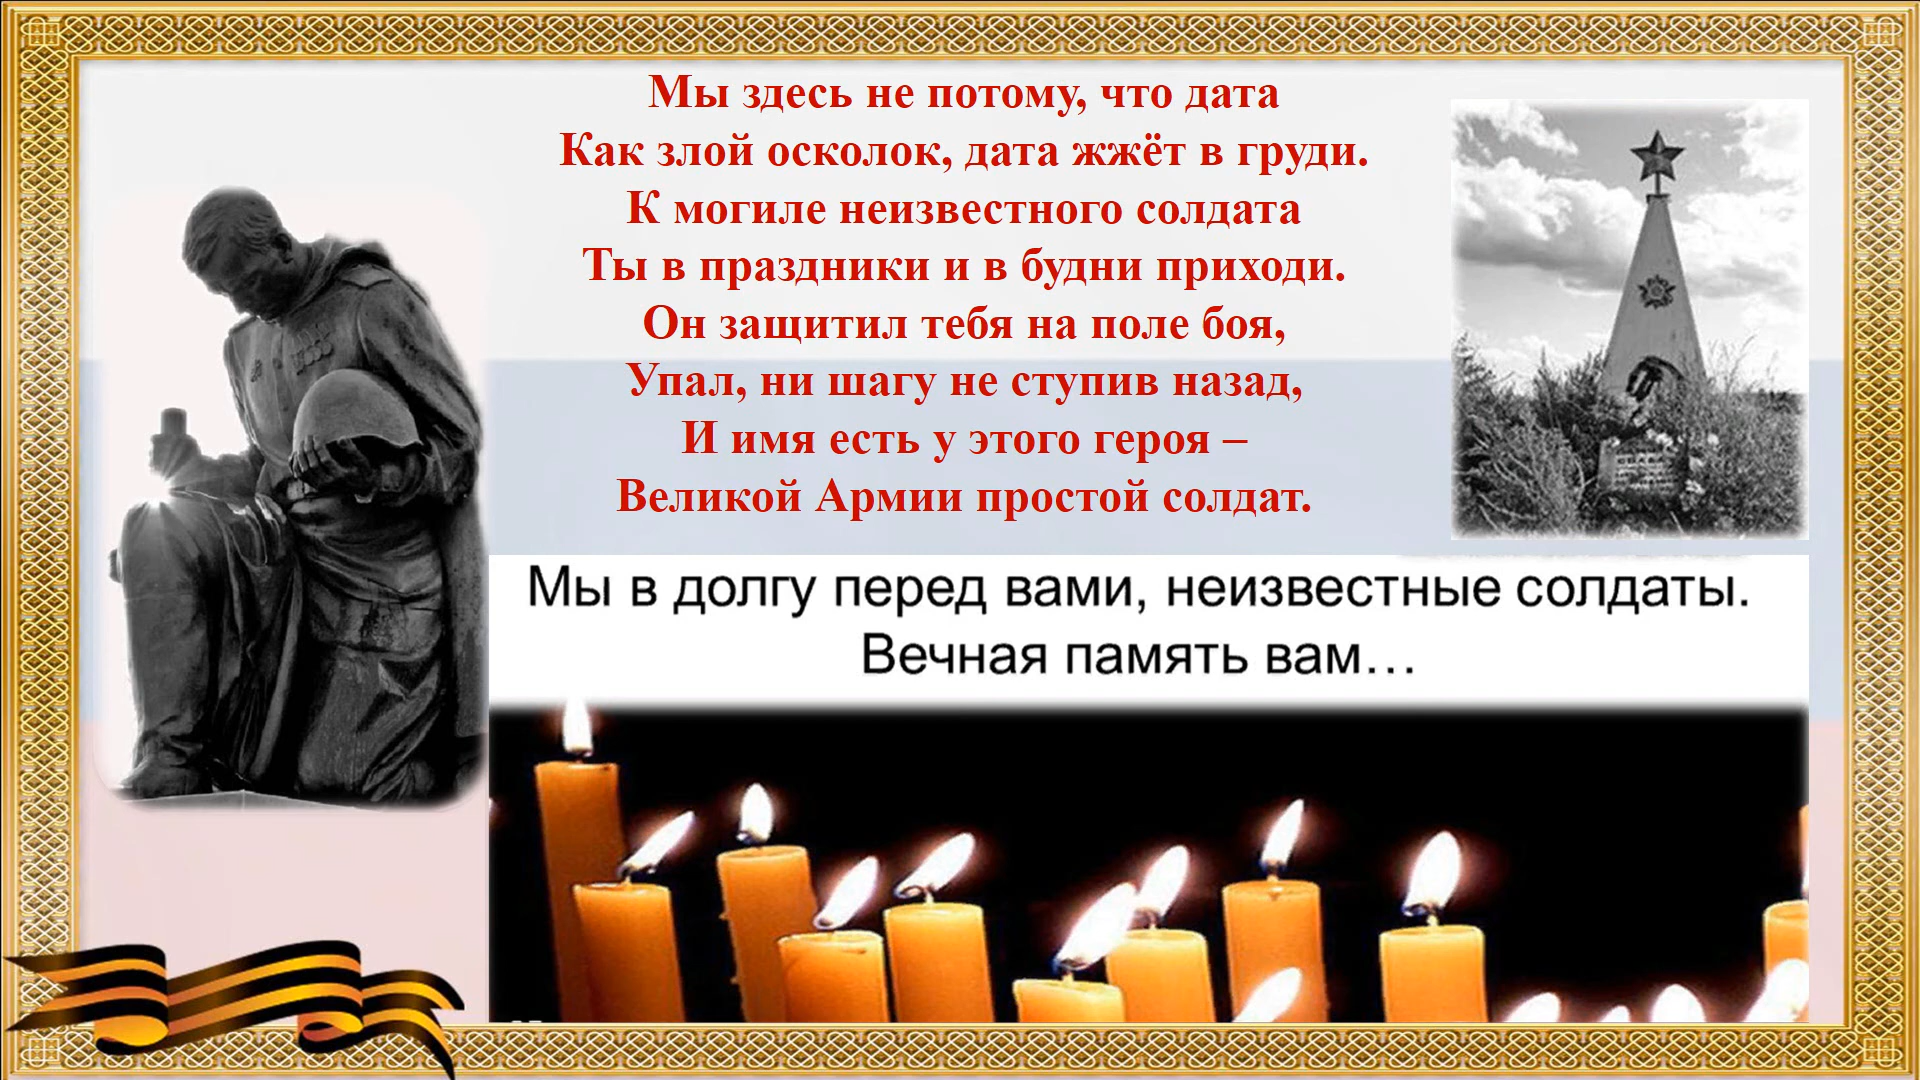 Мы здесь не потому, что дата
Как злой осколок, дата жжёт в груди.
К могиле неизвестного солдата
Ты в праздники и в будни приходи.
Он защитил тебя на поле боя,
Упал, ни шагу не ступив назад,
И имя есть у этого героя –
Великой Армии простой солдат.
Мы в долгу перед вами, неизвестные солдаты.
Вечная память вам…